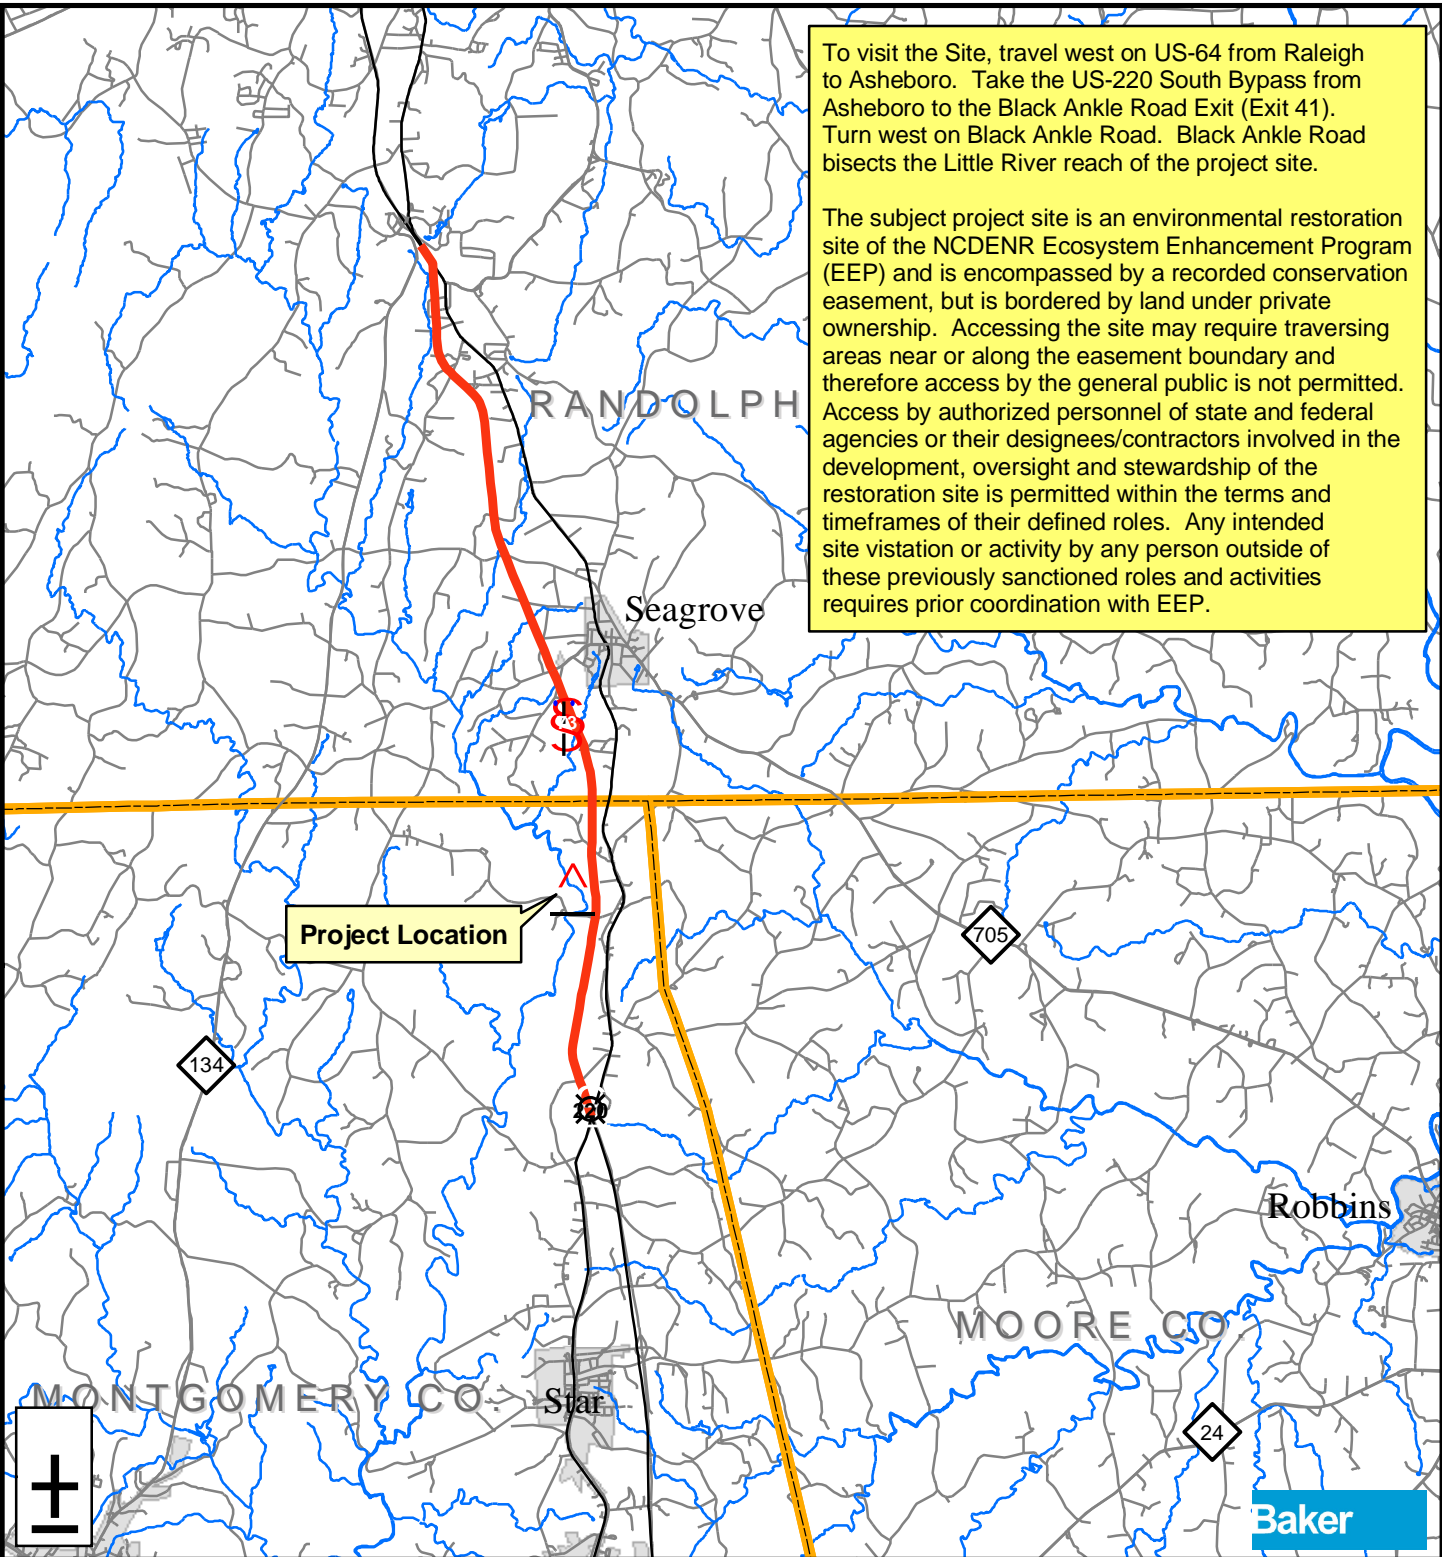 To visit the Site, travel west on US-64 from Raleigh
to Asheboro. Take the US-220 South Bypass from
Asheboro to the Black Ankle Road Exit (Exit 41).
Turn west on Black Ankle Road. Black Ankle Road
bisects the Little River reach of the project site.
The subject project site is an environmental restoration
site of the NCDENR Ecosystem Enhancement Program
(EEP) and is encompassed by a recorded conservation
easement, but is bordered by land under private
ownership. Accessing the site may require traversing
areas near or along the easement boundary and
therefore access by the general public is not permitted.
Access by authorized personnel of state and federal
agencies or their designees/contractors involved in the
development, oversight and stewardship of the
restoration site is permitted within the terms and
timeframes of their defined roles. Any intended
site vistation or activity by any person outside of
these previously sanctioned roles and activities
requires prior coordination with EEP.
RANDOLPH
Seagrove
Project Location
705
134
220
Robbins
MOORE CO.
MONTGOMERY CO.
Star
24
Baker